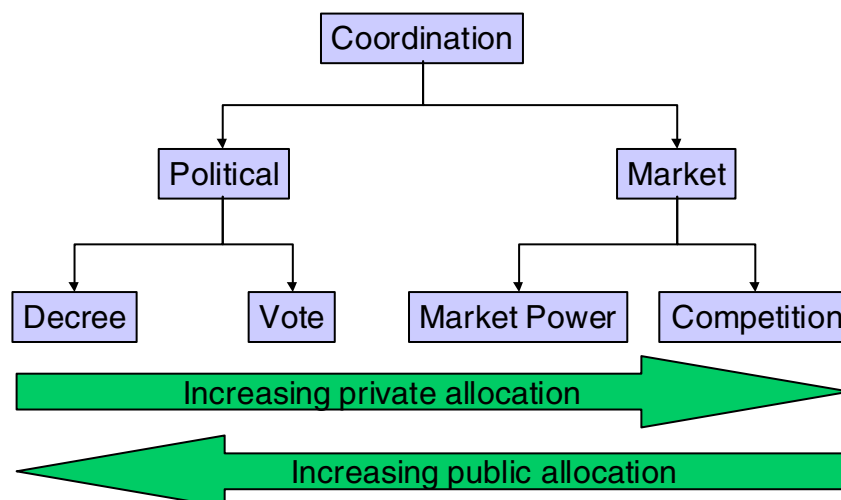 Coordination
Political
Market
Decree
Vote
Market Power
Competition
Increasing private allocation
Increasing public allocation